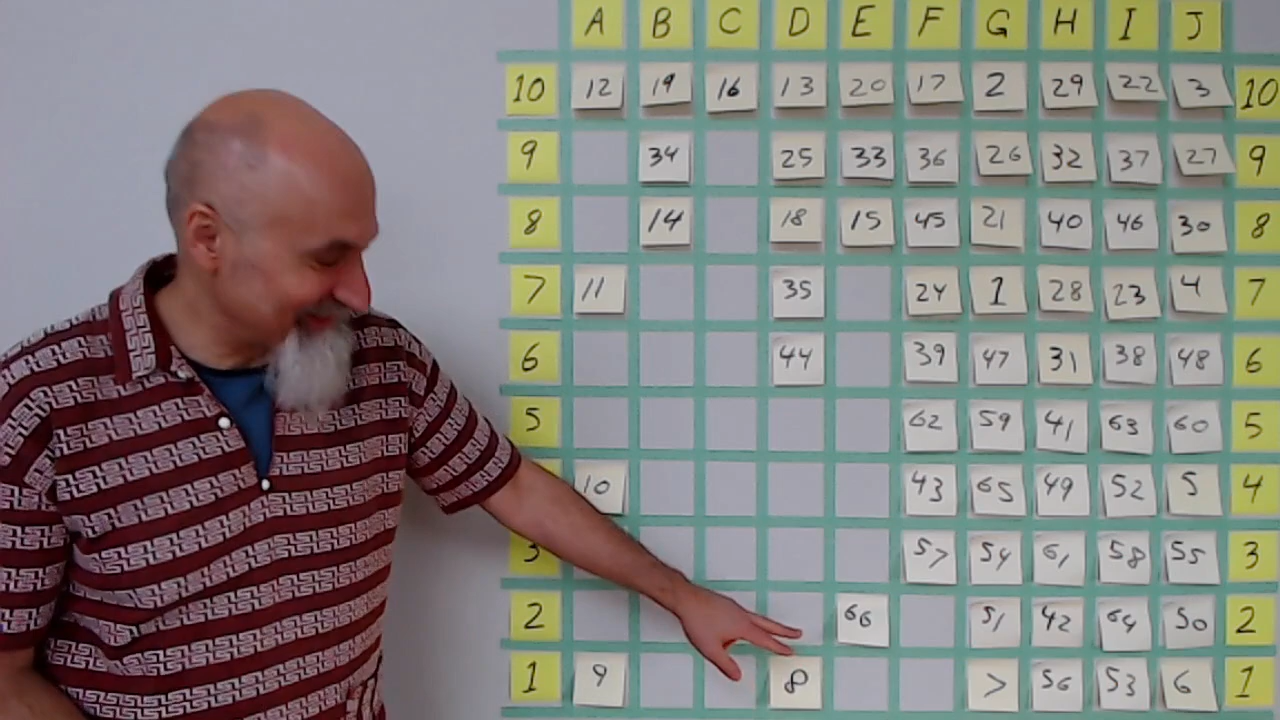 A B C D E F G H I J
10 12 19 16 13 20 17 2 29 22 3 10
9 34 25 33 36 26 32 37 27 9
8 14 18 15 45 21 40 46 30 8
7 11 35 24 1 28 23 4 7
6 44 39 47 31 38 48 6
5 62 59 41 63 60 5
10 43 65 49 52 5 4
3 57 54 61 58 55 3
2 66 51 42 64 50 2
1 9 8 7 56 53 6 1